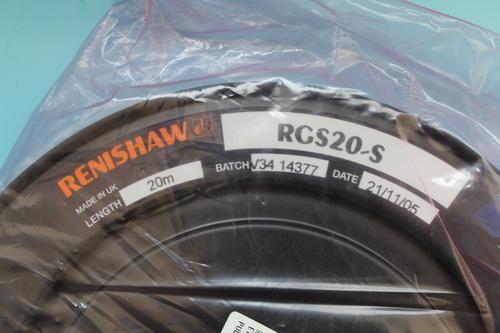 RENISHAW
RGS20-S
MADE IN UK
LENGTH 20m
BATCH V34 14377
DATE 21/11/05